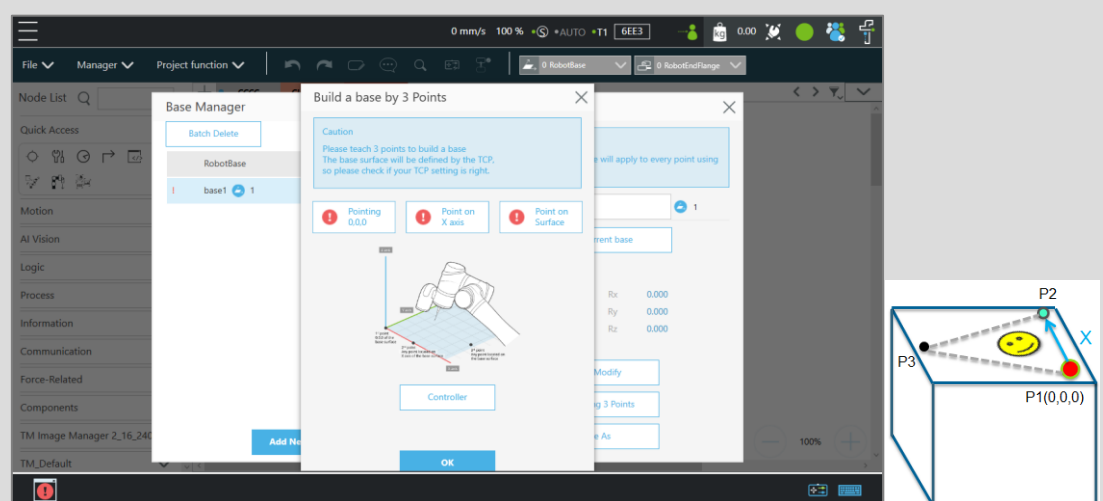 0 mm/s 100 % •Ⓢ •AUTO •T1 6EE3 kg 0.00
File Manager Project function 0 RobotBase 0 RobotEndFlange
Node List
Quick Access
Motion
AI Vision
Logic
Process
Information
Communication
Force-Related
Components
TM Image Manager 2_16_240
TM_Default
Base Manager
Batch Delete
RobotBase
base1 1
Add Ne
Build a base by 3 Points
Caution
Please teach 3 points to build a base
The base surface will be defined by the TCP,
so please check if your TCP setting is right.
Pointing
0,0,0
Point on
X axis
Point on
Surface
Controller
OK
e will apply to every point using
1
rrent base
Rx 0.000
Ry 0.000
Rz 0.000
Modify
g 3 Points
e As
100%
P2
X
P3
P1(0,0,0)